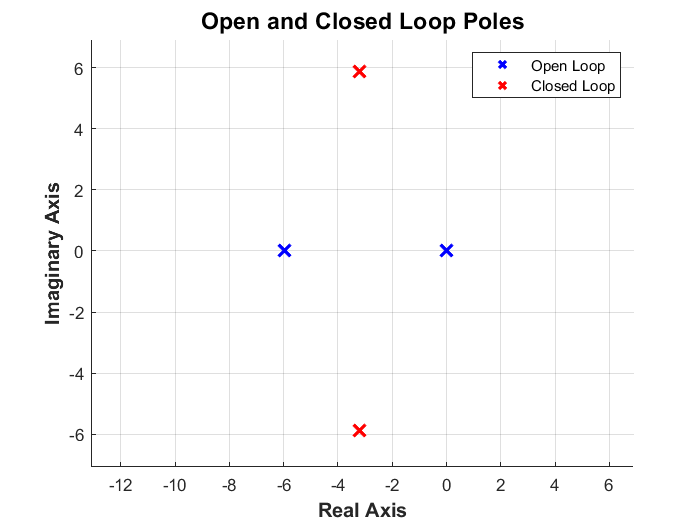 Open and Closed Loop Poles
Open Loop
Closed Loop
6
4
2
0
-2
-4
-6
Imaginary Axis
-12 -10 -8 -6 -4 -2 0 2 4 6
Real Axis